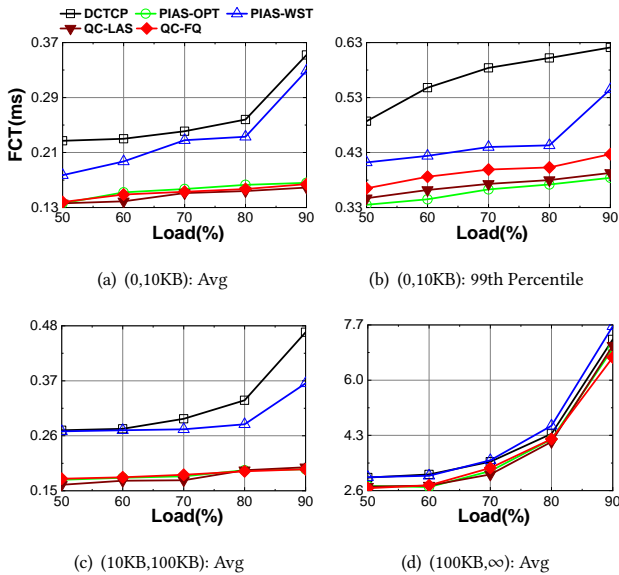 DCTCP PIAS-OPT PIAS-WST
QC-LAS QC-FQ
0.37
0.29
0.21
0.13
FCT(ms)
50 60 70 80 90
Load(%)
(a) (0,10KB): Avg
0.63
0.53
0.43
0.33
50 60 70 80 90
Load(%)
(b) (0,10KB): 99th Percentile
0.48
0.37
0.26
0.15
50 60 70 80 90
Load(%)
(c) (10KB,100KB): Avg
7.7
6.0
4.3
2.6
50 60 70 80 90
Load(%)
(d) (100KB,∞): Avg